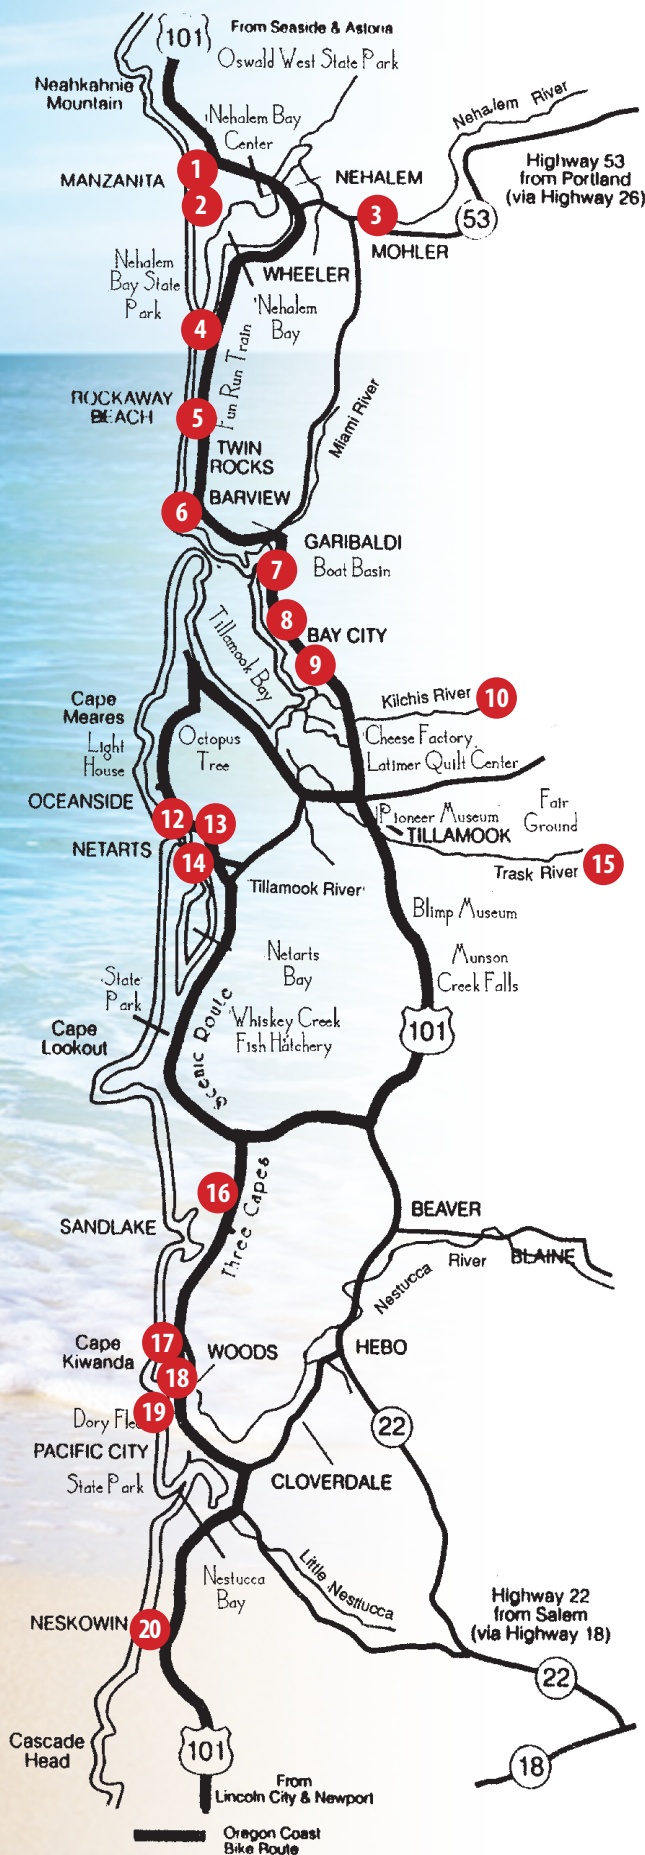 From Seaside & Astoria
101
Oswald West State Park
Neahkahnie
Mountain
Nehalem River
Nehalem Bay
Center
Highway 53
from Portland
(via Highway 26)
1
MANZANITA
NEHALEM
2
3
53
MOHLER
Nehalem
Bay State
Park
WHEELER
Nehalem
Bay
4
Fun Run Train
ROCKAWAY
BEACH
5
Miami River
TWIN
ROCKS
BARVIEW
6
GARIBALDI
Boat Basin
7
8
BAY CITY
Tillamook Bay
9
Kilchis River
10
Cape
Meares
Light
House
Octopus
Tree
Cheese Factory
Latimer Quilt Center
OCEANSIDE
12
13
Pioneer Museum
Fair
Ground
TILLAMOOK
NETARTS
14
Trask River
15
Tillamook River
Blimp Museum
Netarts
Bay
Munson
Creek Falls
State
Park
Cape
Lookout
Whiskey Creek
Fish Hatchery
Scenic Route
101
16
Three Capes
BEAVER
SANDLAKE
River
BLAINE
Nestucca
17
Cape
Kiwanda
WOODS
HEBO
18
19
Dory Flee
22
PACIFIC CITY
State Park
CLOVERDALE
Nestucca
Bay
Little Nesttucca
Highway 22
from Salem
(via Highway 18)
NESKOWIN
20
22
Cascade
Head
101
18
From
Lincoln City & Newport
Oregon Coast
Bike Route